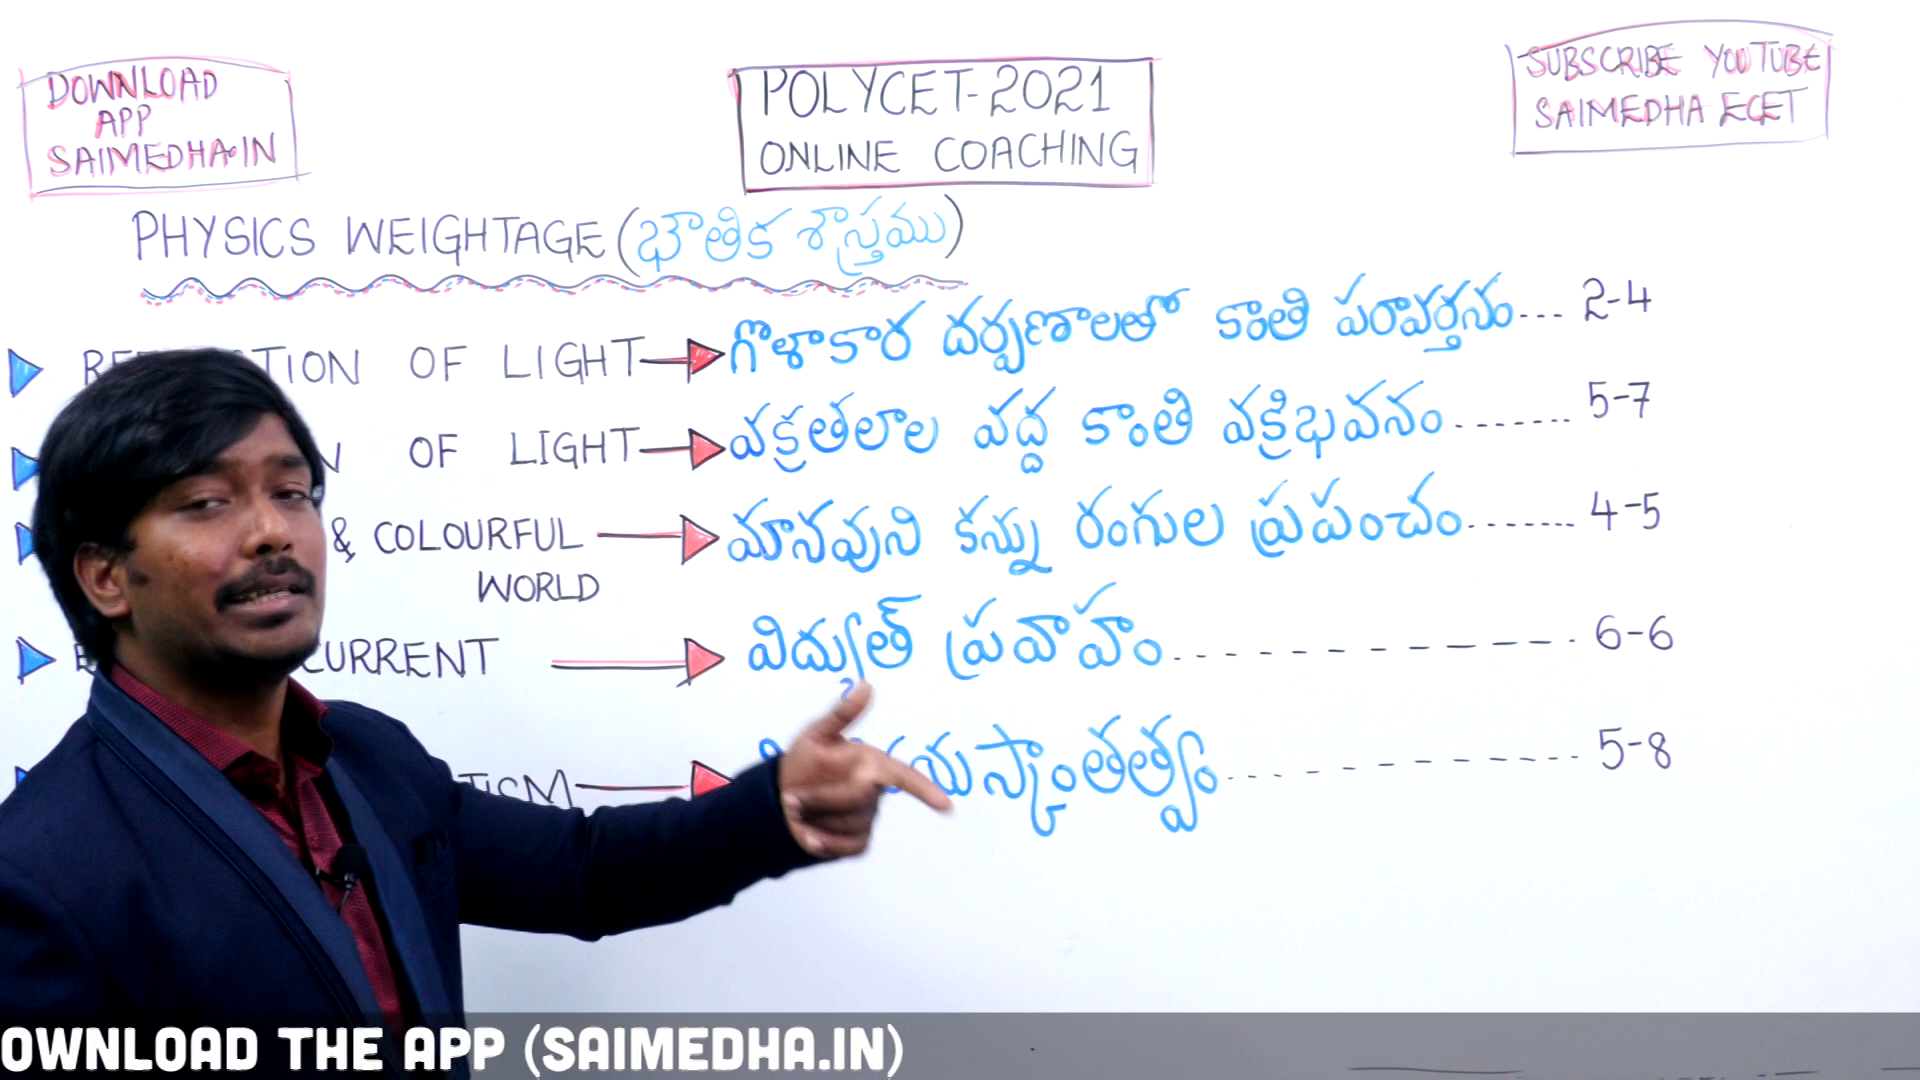 DOWNLOAD
APP
SAIMEDHA.IN
POLYCET-2021
ONLINE COACHING
SUBSCRIBE YOUTUBE
SAIMEDHA ECET
PHYSICS WEIGHTAGE (భౌతిక శాస్త్రము)
OF LIGHT గొళాకార దర్పణాలతో కాంతి పరావర్తనం... 2-4
OF LIGHT వక్రతలాల వద్ద కాంతి వక్రిభవనం....... 5-7
& COLOURFUL మానవుని కన్ను రంగుల ప్రపంచం....... 4-5
WORLD
CURRENT విద్యుత్ ప్రవాహం 6-6
5-8
OWNLOAD THE APP (SAIMEDHA.IN)